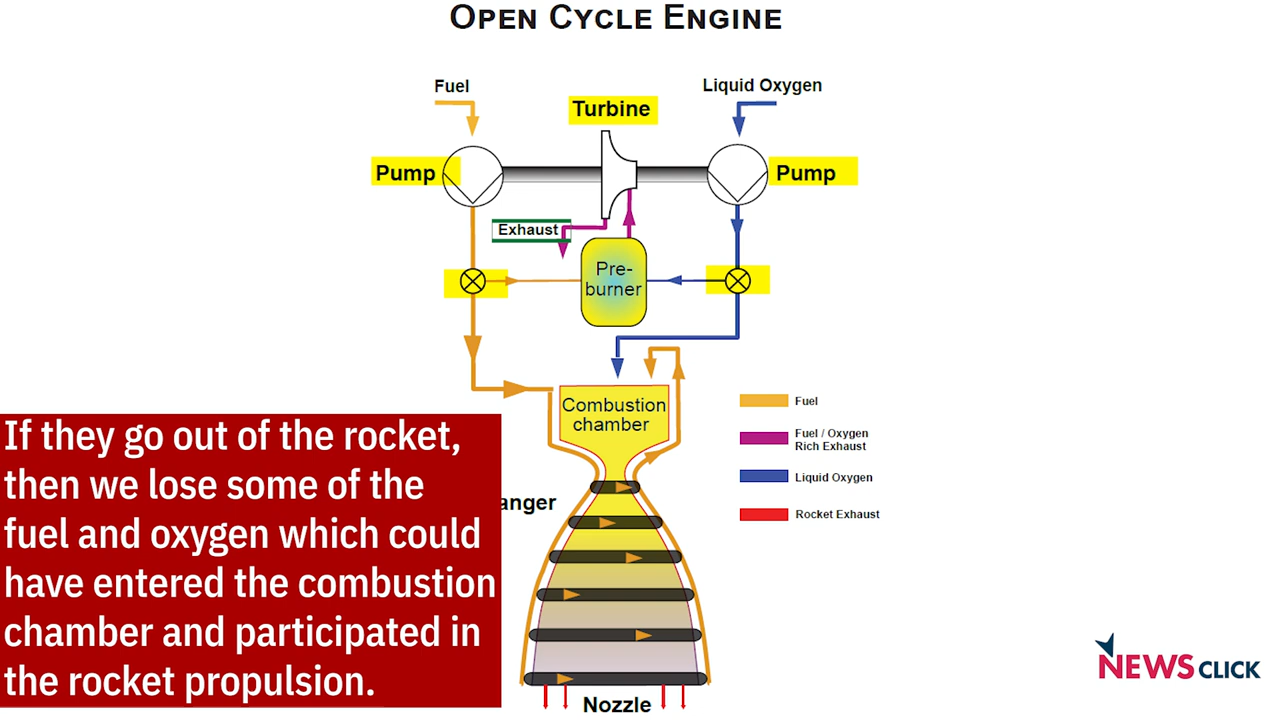 OPEN CYCLE ENGINE
Fuel
Liquid Oxygen
Turbine
Pump
Pump
Exhaust
Pre-
burner
Combustion
chamber
Fuel
Fuel / Oxygen
Rich Exhaust
Liquid Oxygen
Rocket Exhaust
anger
If they go out of the rocket,
then we lose some of the
fuel and oxygen which could
have entered the combustion
chamber and participated in
the rocket propulsion.
Nozzle
NEWSCLICK